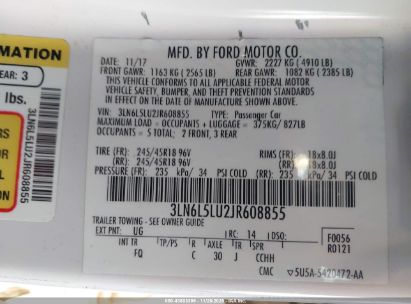 MATION
EAR: 3
lbs.
3LN6L5LU2JR608855
MFD. BY FORD MOTOR CO.
11/17 GVWR: 2227 KG ( 4910 LB)
FRONT GAWR: 1163 KG ( 2565 LB) REAR GAWR: 1082 KG ( 2385 LB)
THIS VEHICLE CONFORMS TO ALL APPLICABLE FEDERAL MOTOR
VEHICLE SAFETY, BUMPER, AND THEFT PREVENTION STANDARDS
IN EFFECT ON THE DATE OF MANUFACTURE SHOWN ABOVE.
VIN: 3LN6L5LU2JR608855 TYPE: Passenger Car
MAXIMUM LOAD = OCCUPANTS + LUGGAGE = 375KG/ 827LB
OCCUPANTS = 5 TOTAL: 2 FRONT, 3 REAR
TIRE (FR): 245/45R18 96V RIMS (FR): 18x8.0J
(RR): 245/45R18 96V (RR): 18x8.0J
PRESSURE (FR): 235 kPa/ 34 PSI COLD (RR): 235 kPa/ 34 PSI COLD
3LN6L5LU2JR608855
TRAILER TOWING - SEE OWNER GUIDE
EXT PNT: UG RC: 14 DSO: F0056
INT TR TP/PS R AXLE TR SPR R0121
FQ C 30 J CCHH
CMC 5U5A-5420472-AA